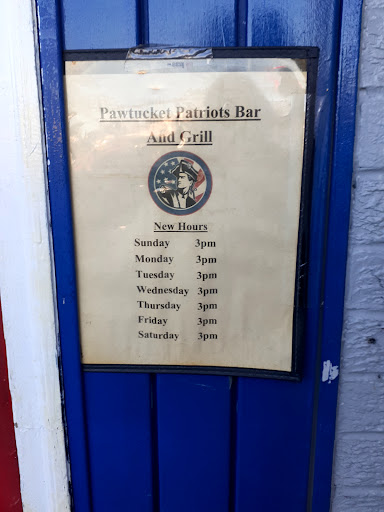 Pawtucket Patriots Bar
And Grill
New Hours
Sunday 3pm
Monday 3pm
Tuesday 3pm
Wednesday 3pm
Thursday 3pm
Friday 3pm
Saturday 3pm